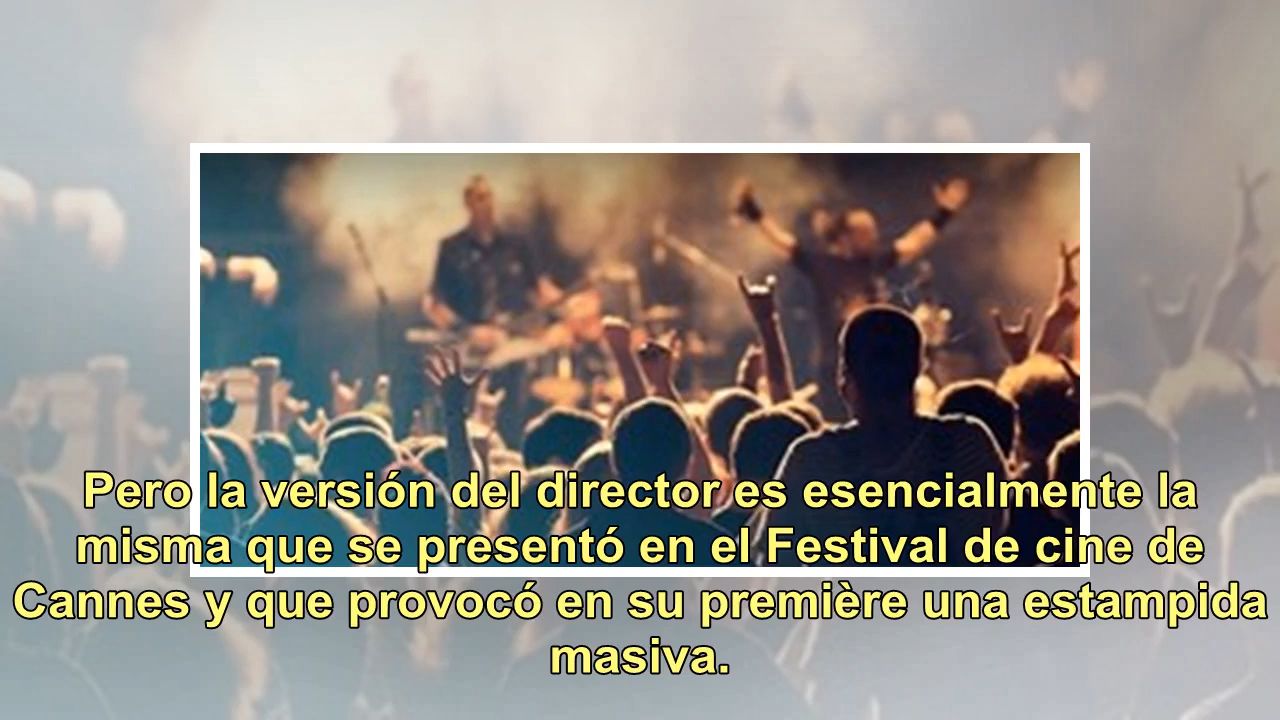 Pero la versión del director es esencialmente la
misma que se presentó en el Festival de cine de
Cannes y que provocó en su première una estampida
masiva.